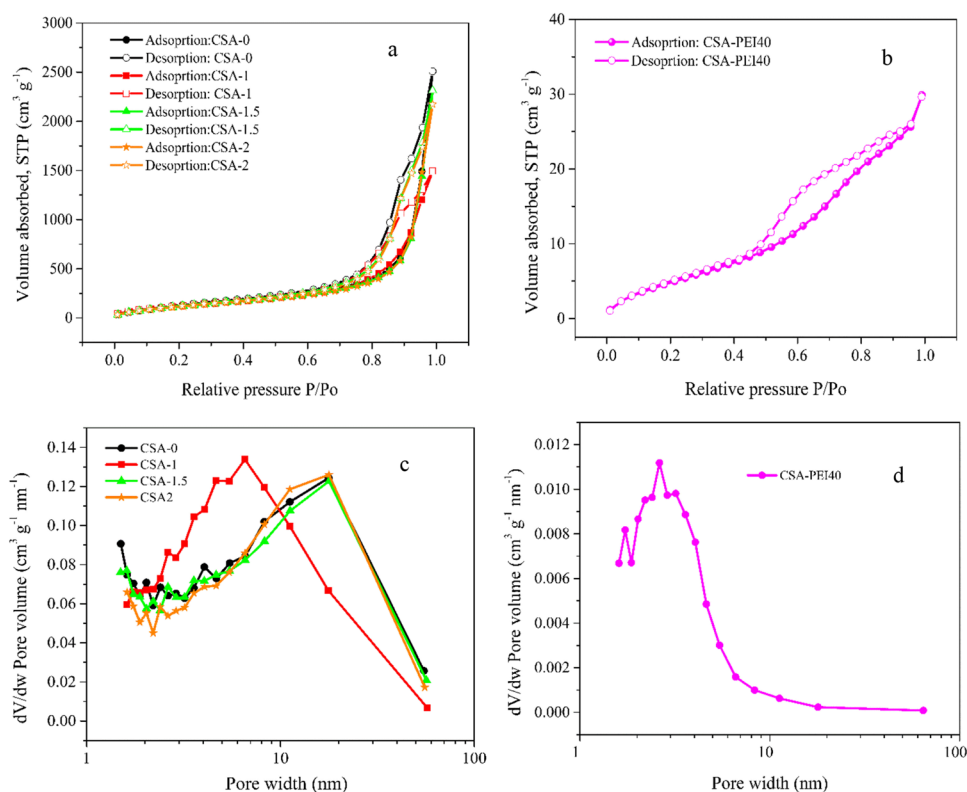 a
Adsoprtion:CSA-0
Desorption: CSA-0
Adsoprtion:CSA-1
Desoprtion: CSA-1
Adsoprtion:CSA-1.5
Desoprtion:CSA-1.5
Adsoprtion:CSA-2
Desoprtion:CSA-2
3000
2500
2000
1500
1000
500
0
Volume absorbed, STP (cm³ g⁻¹)
0.0 0.2 0.4 0.6 0.8 1.0
Relative pressure P/Po
b
Adsoprtion: CSA-PEI40
Desoprtion: CSA-PEI40
40
30
20
10
0
Volume absorbed, STP (cm³ g⁻¹)
0.0 0.2 0.4 0.6 0.8 1.0
Relative pressure P/Po
c
CSA-0
CSA-1
CSA-1.5
CSA2
0.14
0.12
0.10
0.08
0.06
0.04
0.02
0.00
dV/dw Pore volume (cm³ g⁻¹ nm⁻¹)
1 10 100
Pore width (nm)
d
CSA-PEI40
0.012
0.010
0.008
0.006
0.004
0.002
0.000
dV/dw Pore volume (cm³ g⁻¹ nm⁻¹)
1 10 100
Pore width (nm)